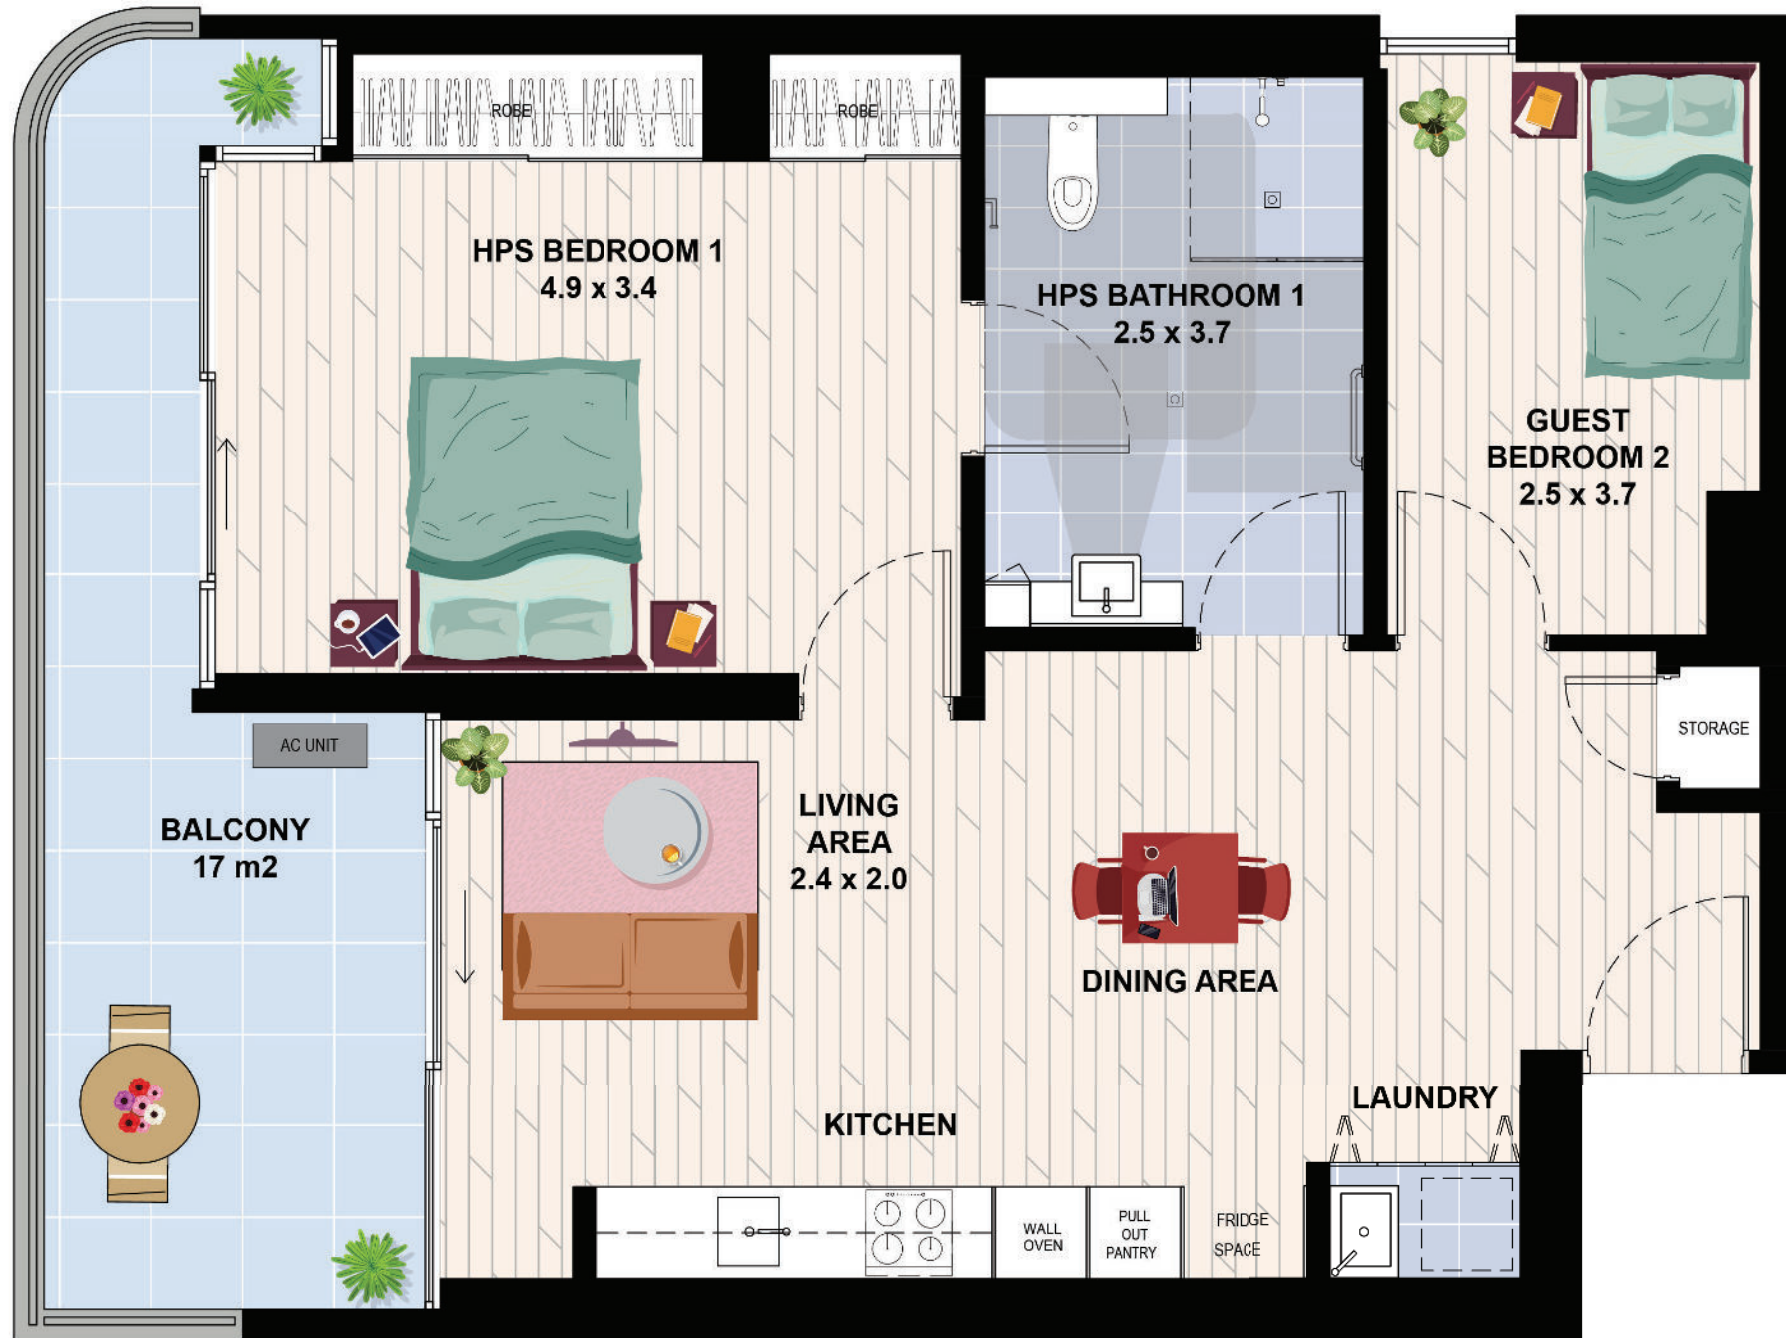 ROBE
ROBE
HPS BEDROOM 1
4.9 x 3.4
HPS BATHROOM 1
2.5 x 3.7
GUEST
BEDROOM 2
2.5 x 3.7
STORAGE
AC UNIT
BALCONY
17 m2
LIVING
AREA
2.4 x 2.0
DINING AREA
KITCHEN
LAUNDRY
WALL
OVEN
PULL
OUT
PANTRY
FRIDGE
SPACE